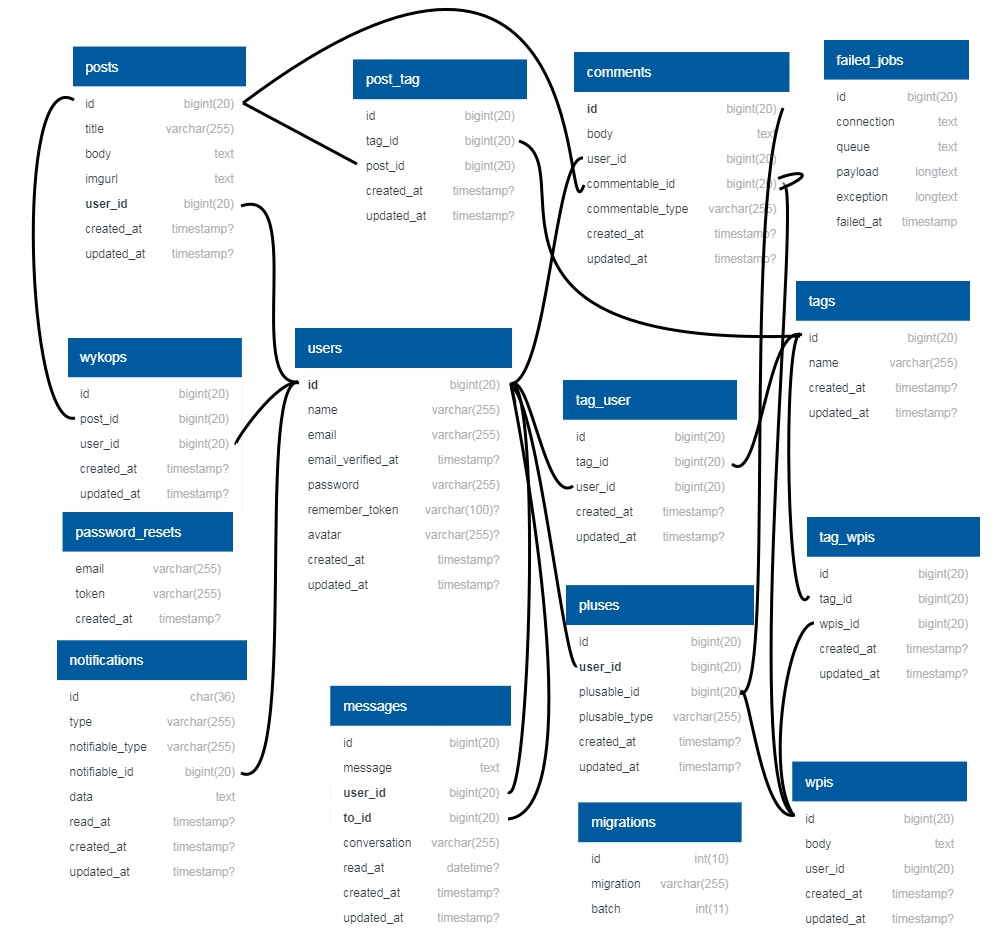 posts
id bigint(20)
title varchar(255)
body text
imgurl text
user_id bigint(20)
created_at timestamp?
updated_at timestamp?
post_tag
id bigint(20)
tag_id bigint(20)
post_id bigint(20)
created_at timestamp?
updated_at timestamp?
comments
id bigint(20)
body text
user_id bigint(20)
commentable_id bigint(20)
commentable_type varchar(255)
created_at timestamp?
updated_at timestamp?
failed_jobs
id bigint(20)
connection text
queue text
payload longtext
exception longtext
failed_at timestamp
tags
id bigint(20)
name varchar(255)
created_at timestamp?
updated_at timestamp?
wykops
id bigint(20)
post_id bigint(20)
user_id bigint(20)
created_at timestamp?
updated_at timestamp?
users
id bigint(20)
name varchar(255)
email varchar(255)
email_verified_at timestamp?
password varchar(255)
remember_token varchar(100)?
avatar varchar(255)?
created_at timestamp?
updated_at timestamp?
tag_user
id bigint(20)
tag_id bigint(20)
user_id bigint(20)
created_at timestamp?
updated_at timestamp?
password_resets
email varchar(255)
token varchar(255)
created_at timestamp?
tag_wpis
id bigint(20)
tag_id bigint(20)
wpis_id bigint(20)
created_at timestamp?
updated_at timestamp?
pluses
id bigint(20)
user_id bigint(20)
plusable_id bigint(20)
plusable_type varchar(255)
created_at timestamp?
updated_at timestamp?
notifications
id char(36)
type varchar(255)
notifiable_type varchar(255)
notifiable_id bigint(20)
data text
read_at timestamp?
created_at timestamp?
updated_at timestamp?
messages
id bigint(20)
message text
user_id bigint(20)
to_id bigint(20)
conversation varchar(255)
read_at datetime?
created_at timestamp?
updated_at timestamp?
migrations
id int(10)
migration varchar(255)
batch int(11)
wpis
id bigint(20)
body text
user_id bigint(20)
created_at timestamp?
updated_at timestamp?